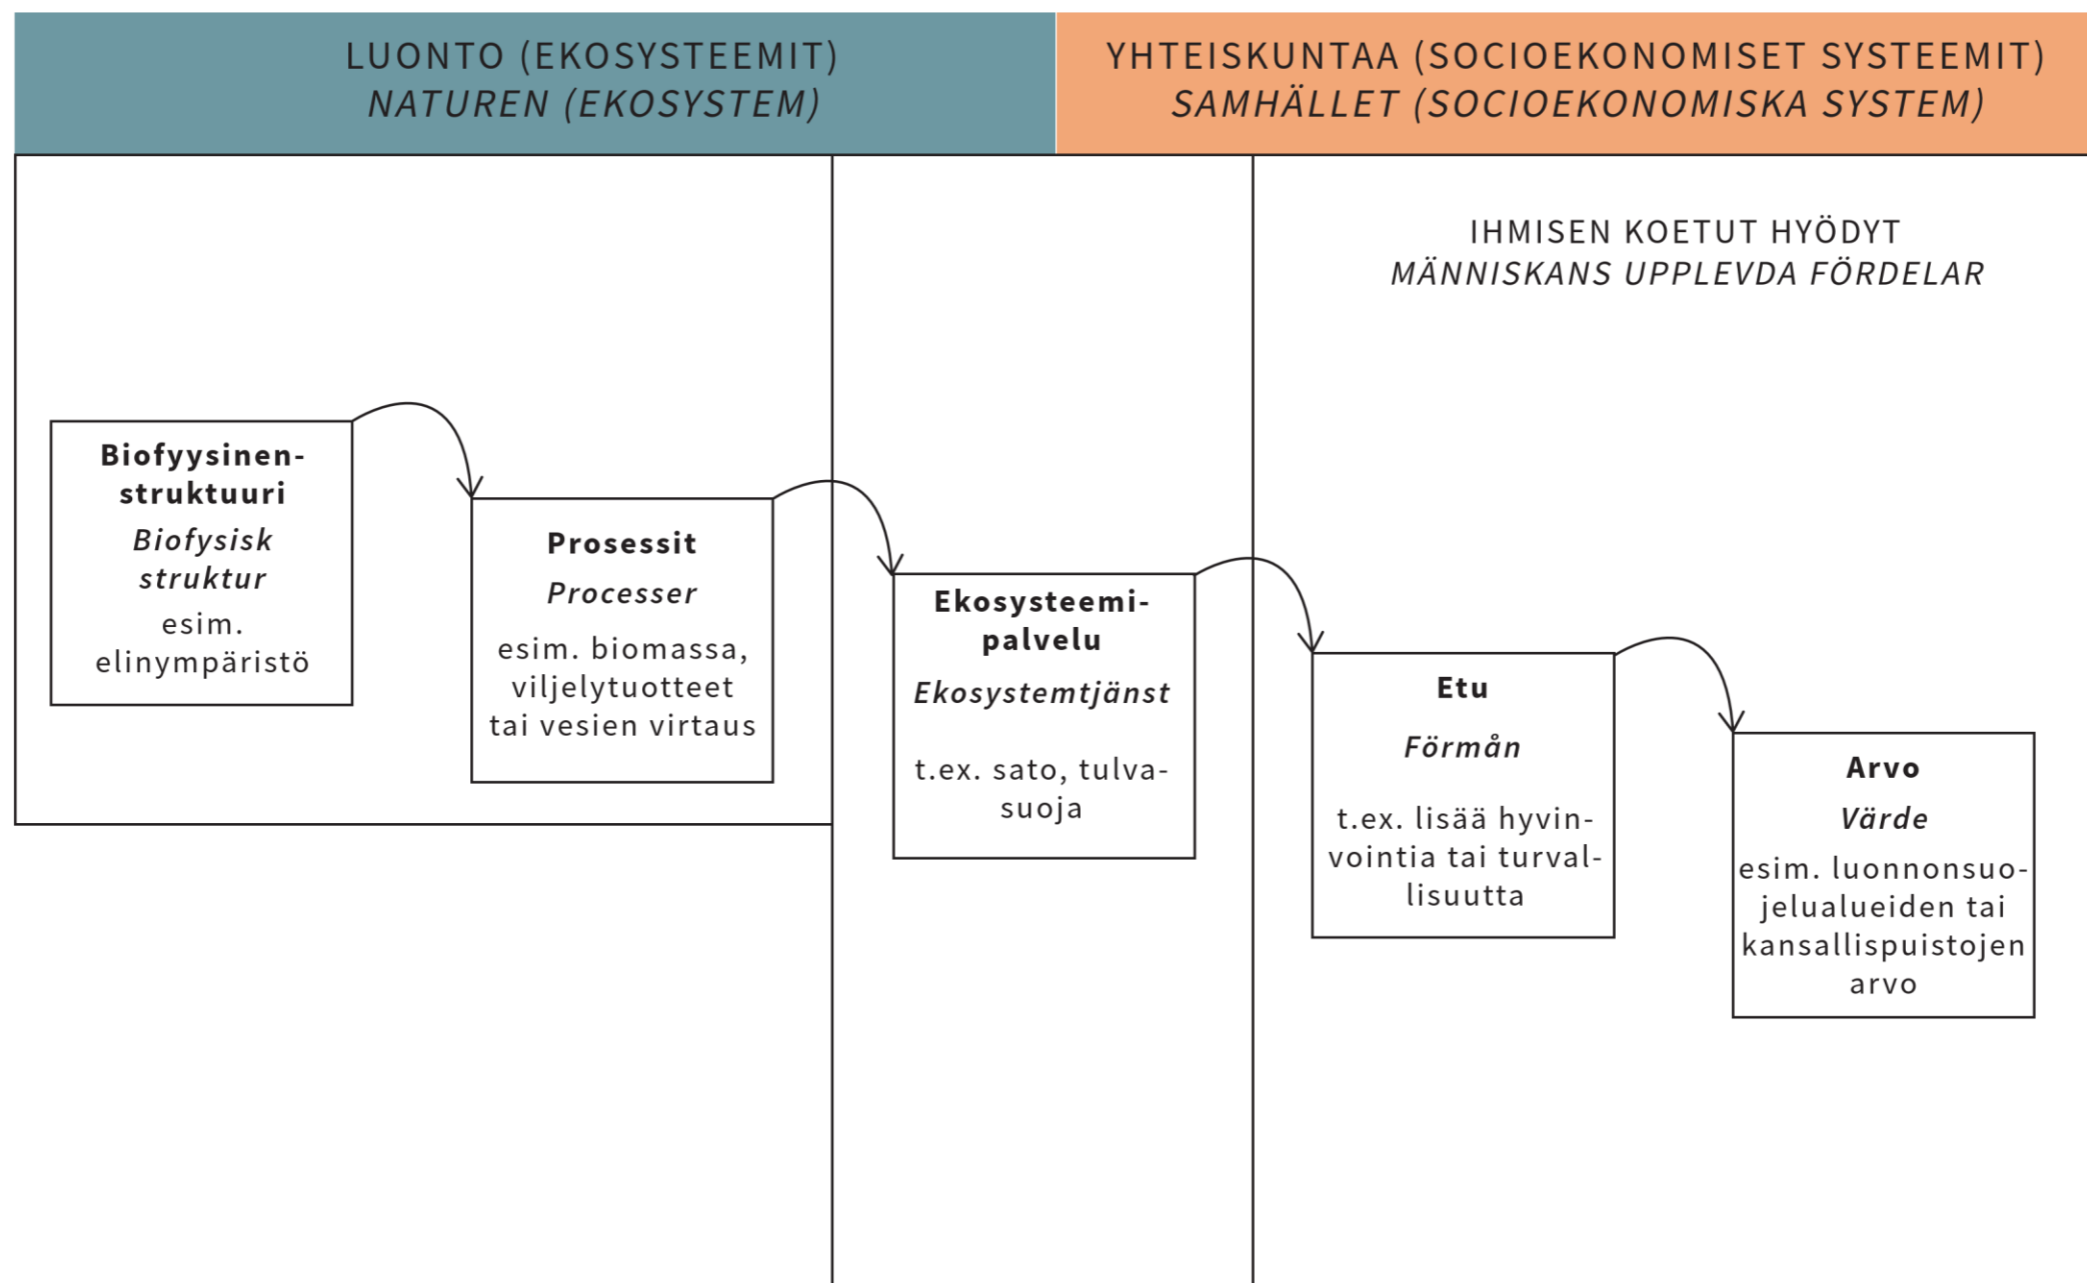 LUONTO (EKOSYSTEEMIT)
NATUREN (EKOSYSTEM)
YHTEISKUNTAA (SOCIOEKONOMISET SYSTEEMIT)
SAMHÄLLET (SOCIOEKONOMISKA SYSTEM)
IHMISEN KOETUT HYÖDYT
MÄNNISKANS UPPLEVDA FÖRDELAR
Biofyysinen-
struktuuri
Biofysisk
struktur
esim.
elinympäristö
Prosessit
Processer
esim. biomassa,
viljelytuotteet
tai vesien virtaus
Ekosysteemi-
palvelu
Ekosystemtjänst
t.ex. sato, tulva-
suoja
Etu
Förmån
t.ex. lisää hyvin-
vointia tai turval-
lisuutta
Arvo
Värde
esim. luonnonsuo-
jelualueiden tai
kansallispuistojen
arvo